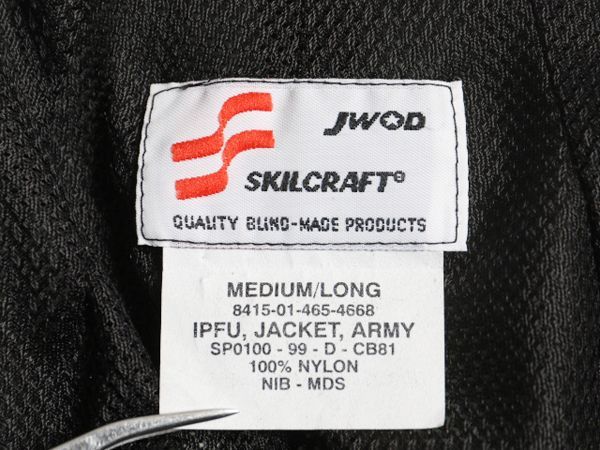 JWOD
SKILCRAFT®
QUALITY BLIND-MADE PRODUCTS
MEDIUM/LONG
8415-01-465-4668
IPFU, JACKET, ARMY
SP0100 - 99 - D - CB81
100% NYLON
NIB - MDS